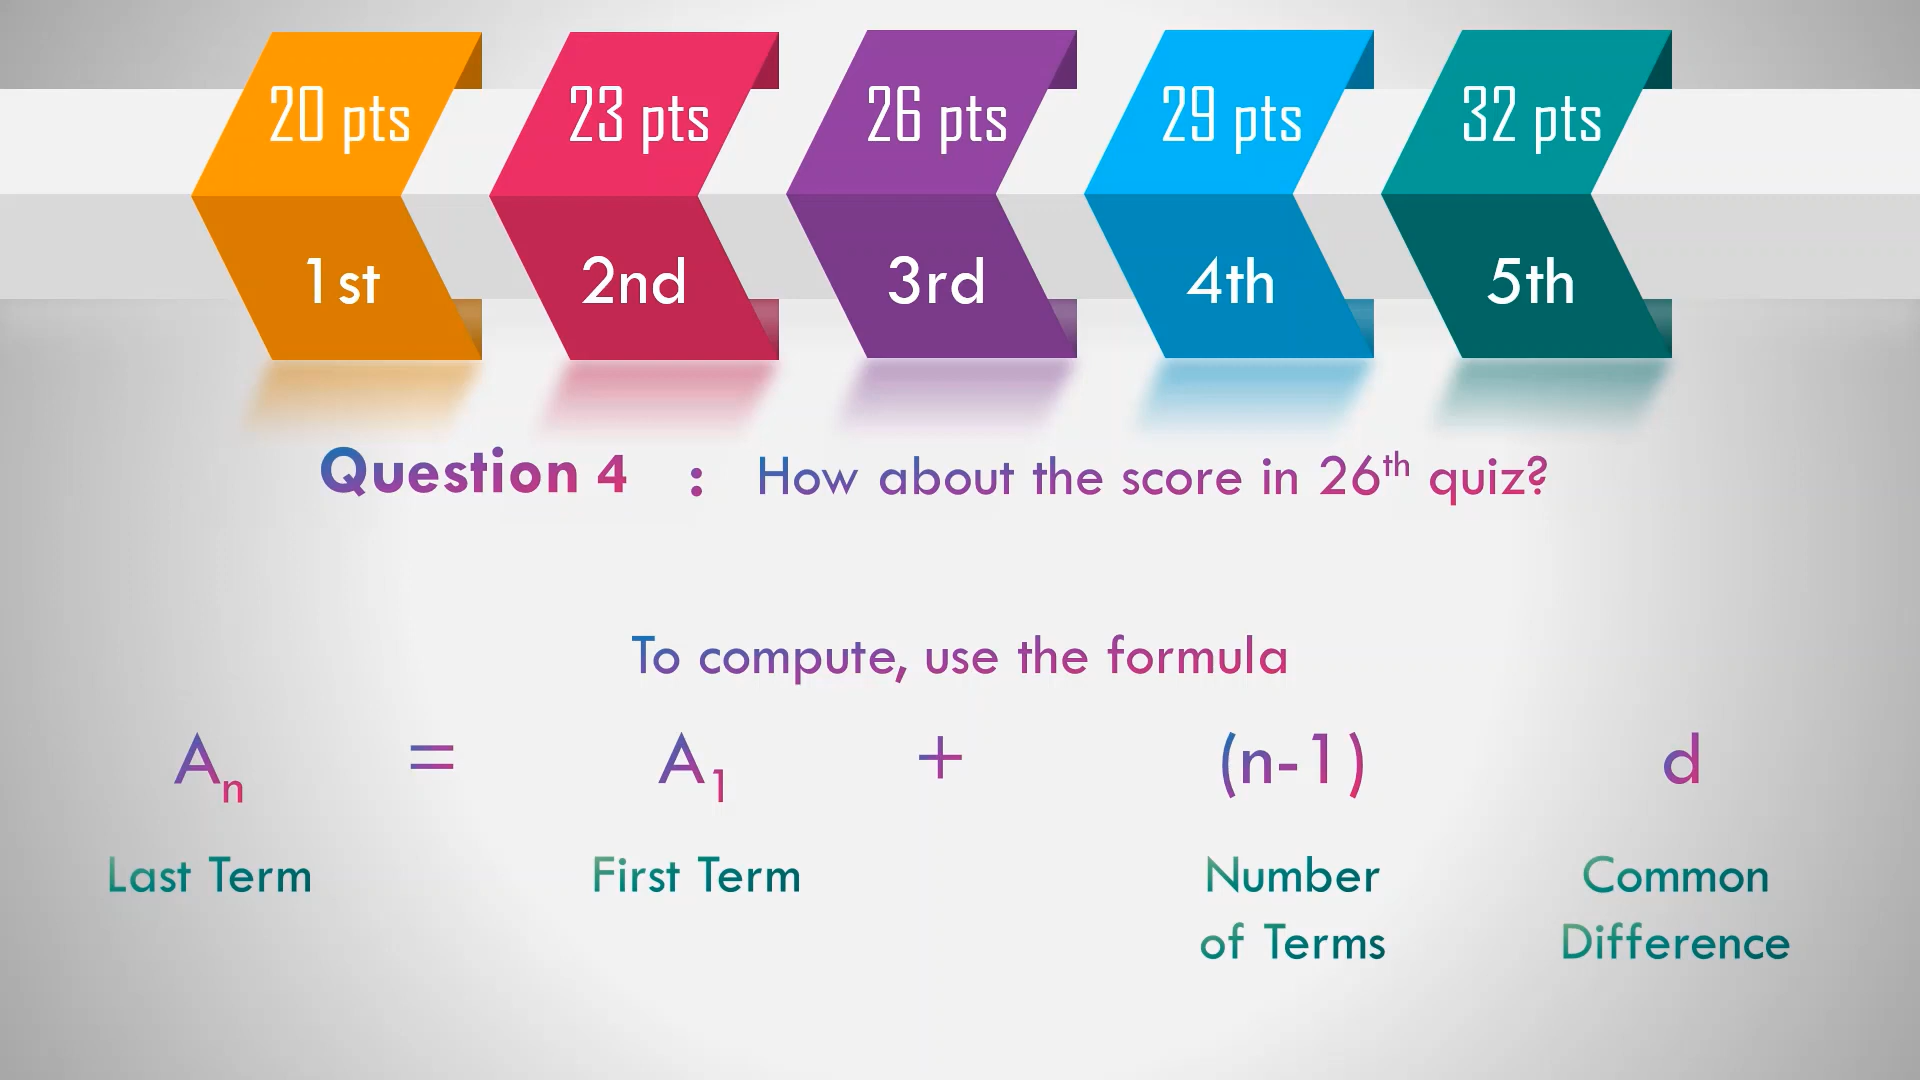 20 pts 23 pts 26 pts 29 pts 32 pts
1st 2nd 3rd 4th 5th
Question 4 : How about the score in 26th quiz?
To compute, use the formula
An = A1 + (n-1) d
Last Term First Term Number of Terms Common Difference